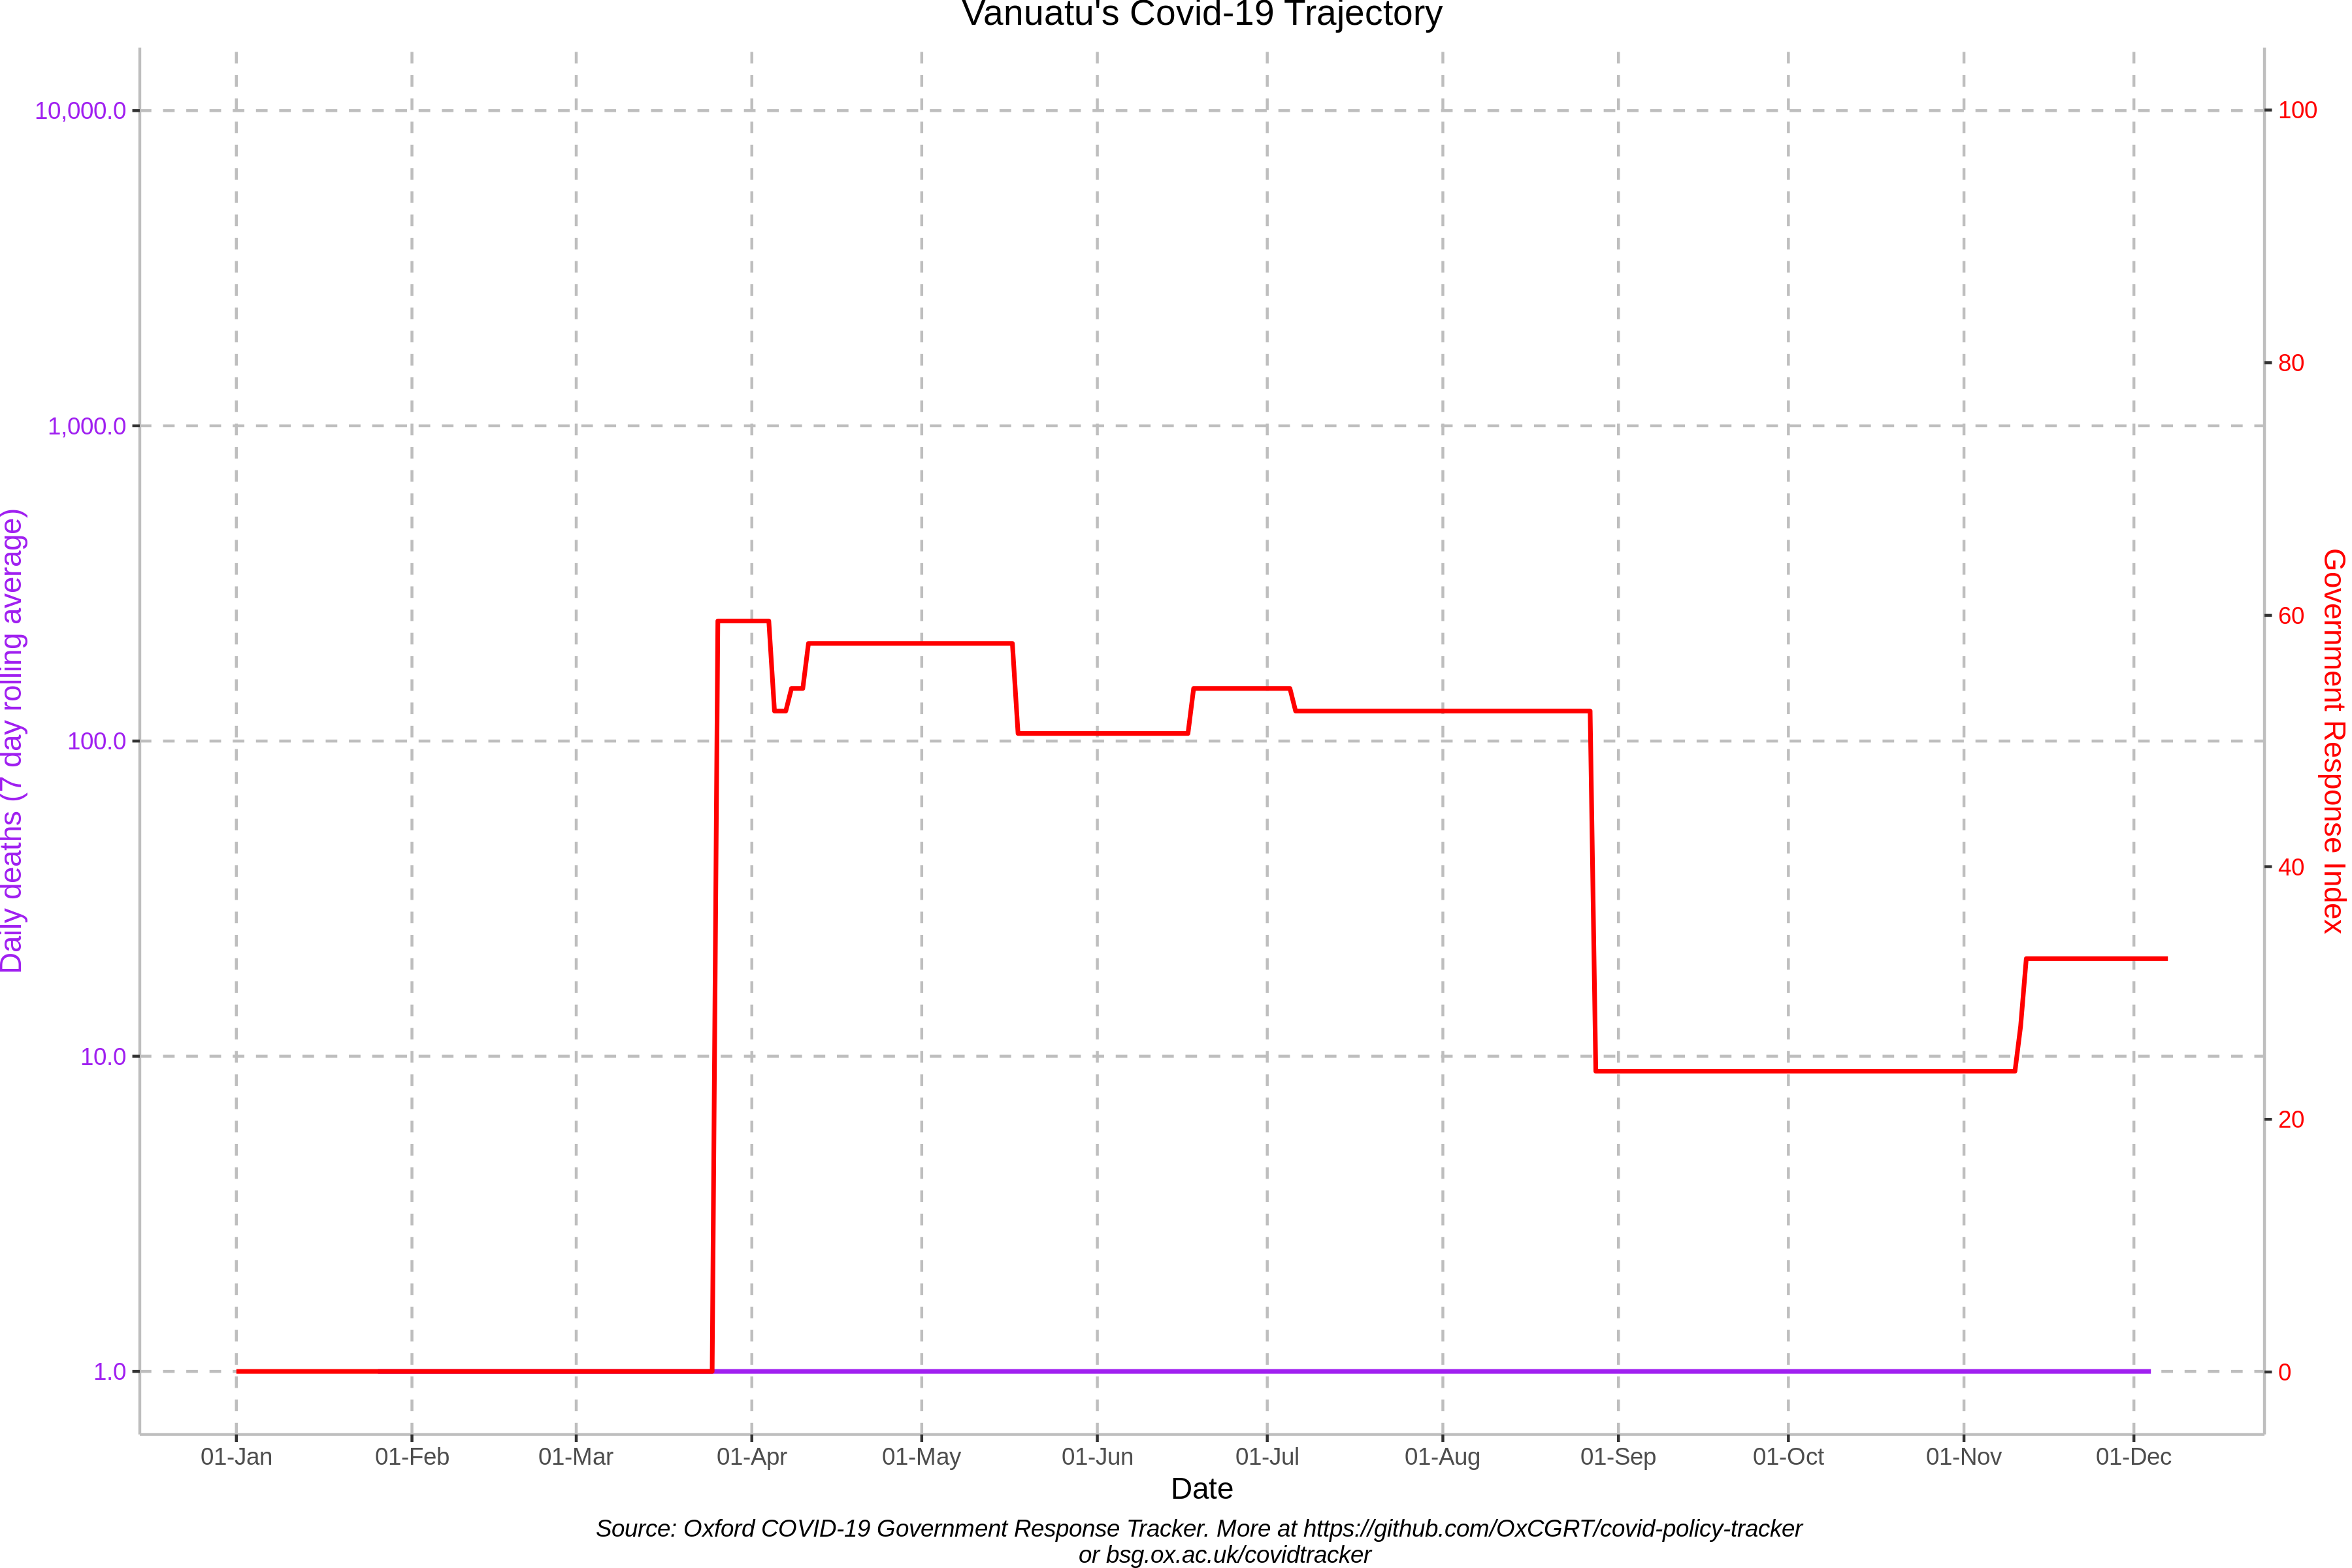 Vanuatu's Covid-19 Trajectory
10,000.0
1,000.0
100.0
10.0
1.0
Daily deaths (7 day rolling average)
100
80
60
40
20
0
Government Response Index
01-Jan 01-Feb 01-Mar 01-Apr 01-May 01-Jun 01-Jul 01-Aug 01-Sep 01-Oct 01-Nov 01-Dec
Date
Source: Oxford COVID-19 Government Response Tracker. More at https://github.com/OxCGRT/covid-policy-tracker
or bsg.ox.ac.uk/covidtracker